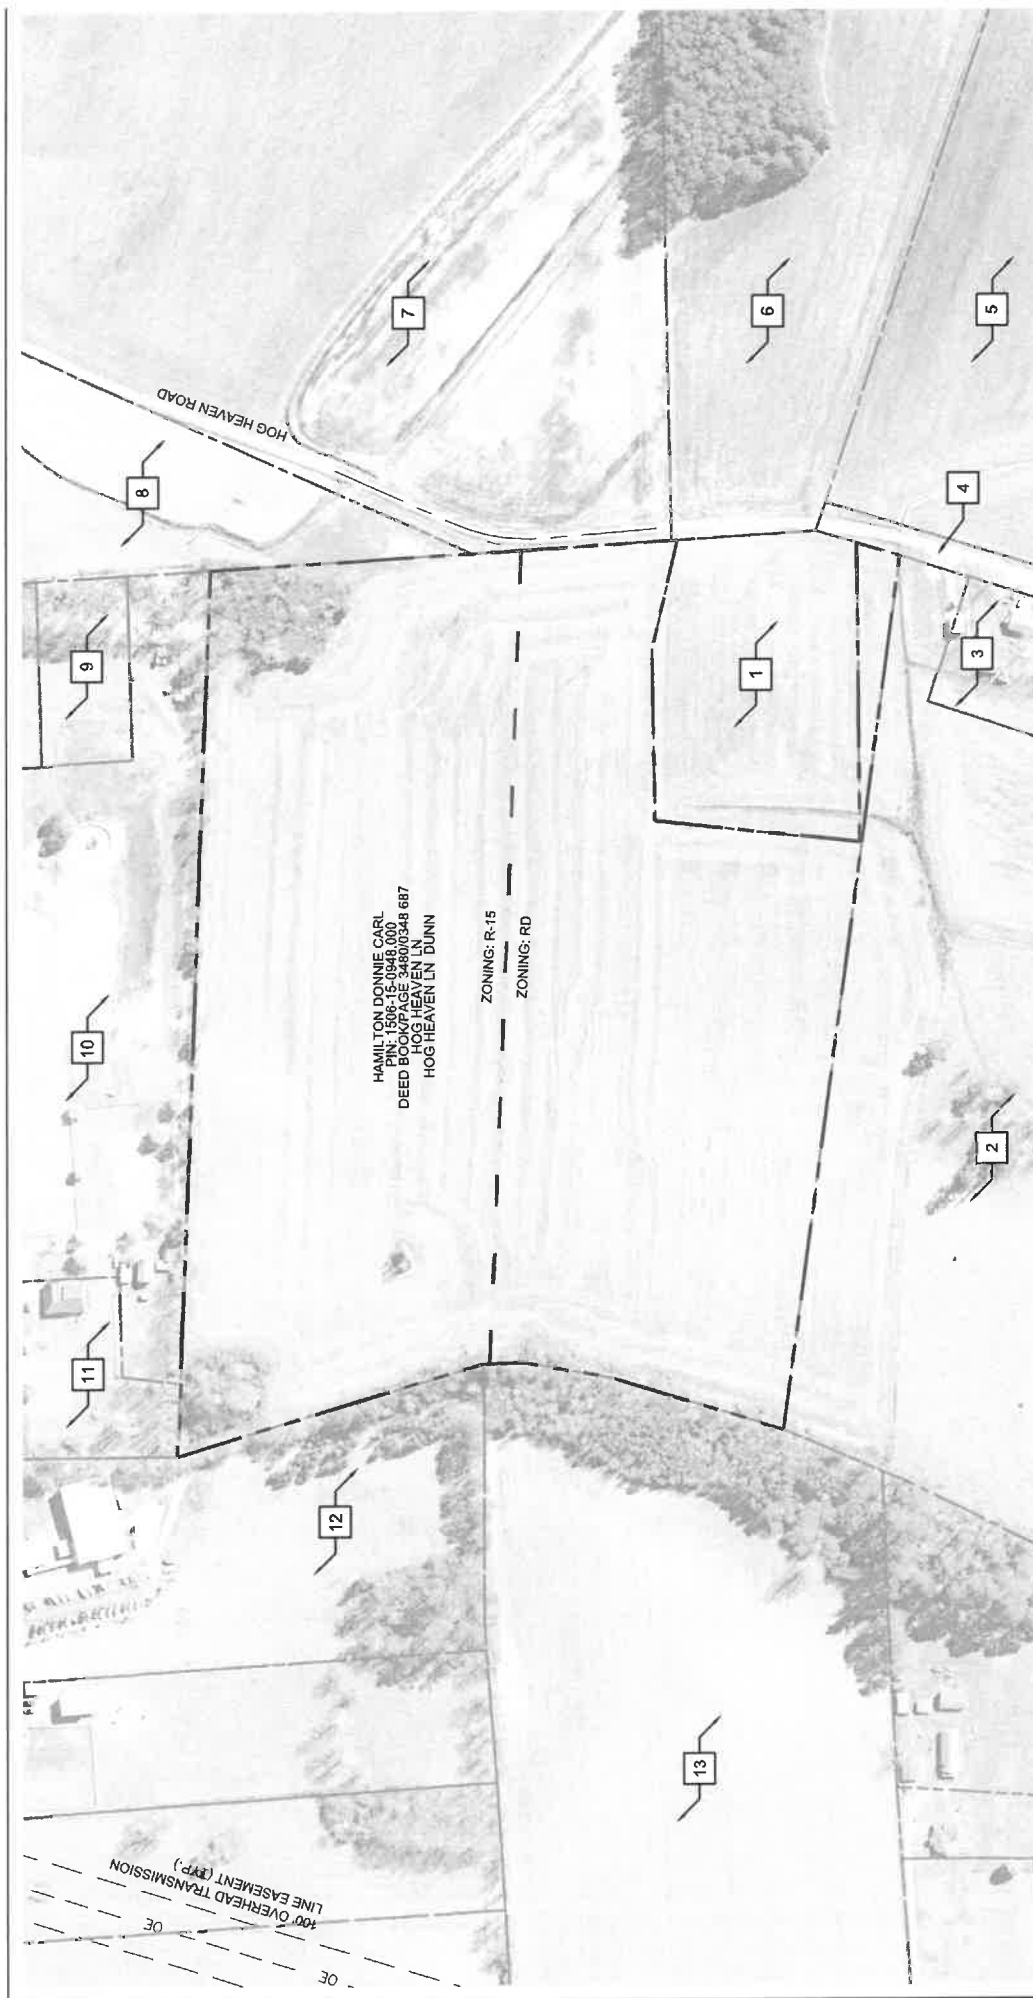 HOG HEAVEN ROAD
HAMILTON DONNIE CARL
PIN: 1506-15-0948.000
DEED BOOK/PAGE 3480/0348 687
HOG HEAVEN LN
HOG HEAVEN LN DUNN
ZONING: R-15
ZONING: RD
100' OVERHEAD TRANSMISSION
LINE EASEMENT (TYP.)
OE
OE
1
2
3
4
5
6
7
8
9
10
11
12
13